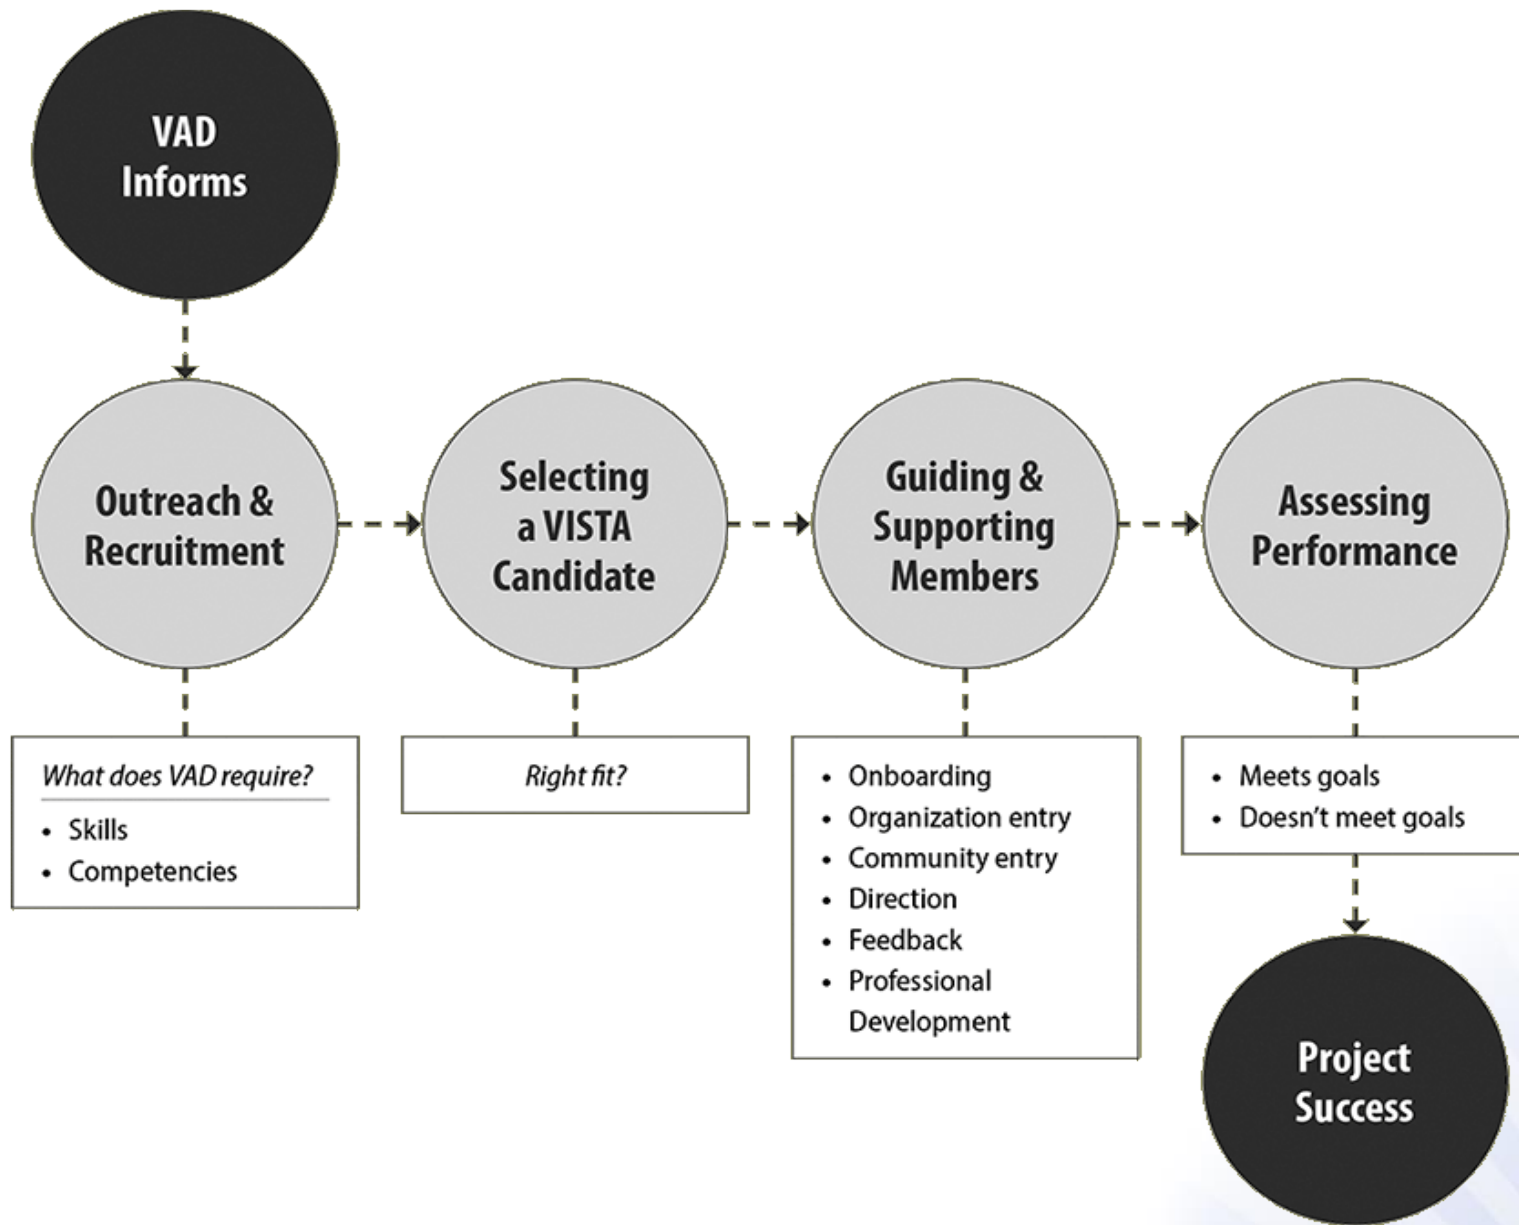 VAD
Informs
Outreach &
Recruitment
Selecting
a VISTA
Candidate
Guiding &
Supporting
Members
Assessing
Performance
What does VAD require?
• Skills
• Competencies
Right fit?
• Onboarding
• Organization entry
• Community entry
• Direction
• Feedback
• Professional
Development
• Meets goals
• Doesn't meet goals
Project
Success